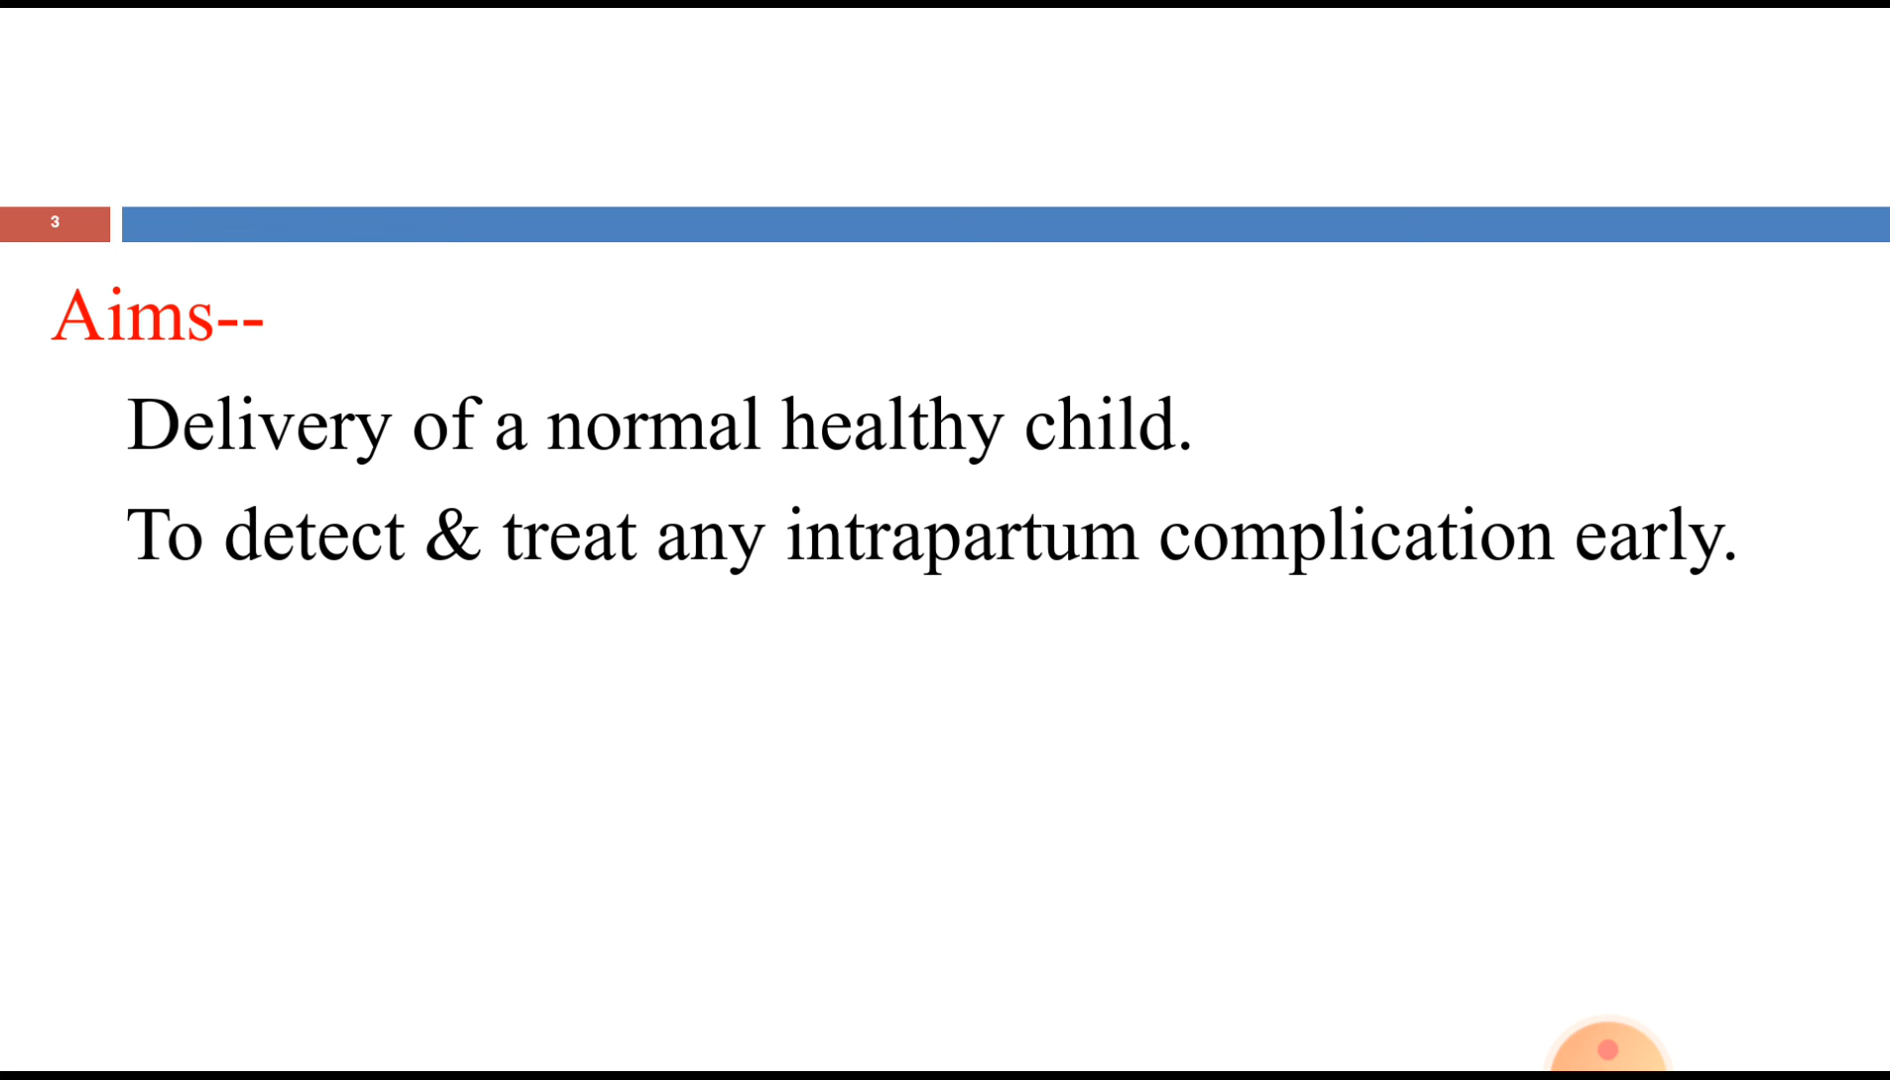 3
Aims--
Delivery of a normal healthy child.
To detect & treat any intrapartum complication early.